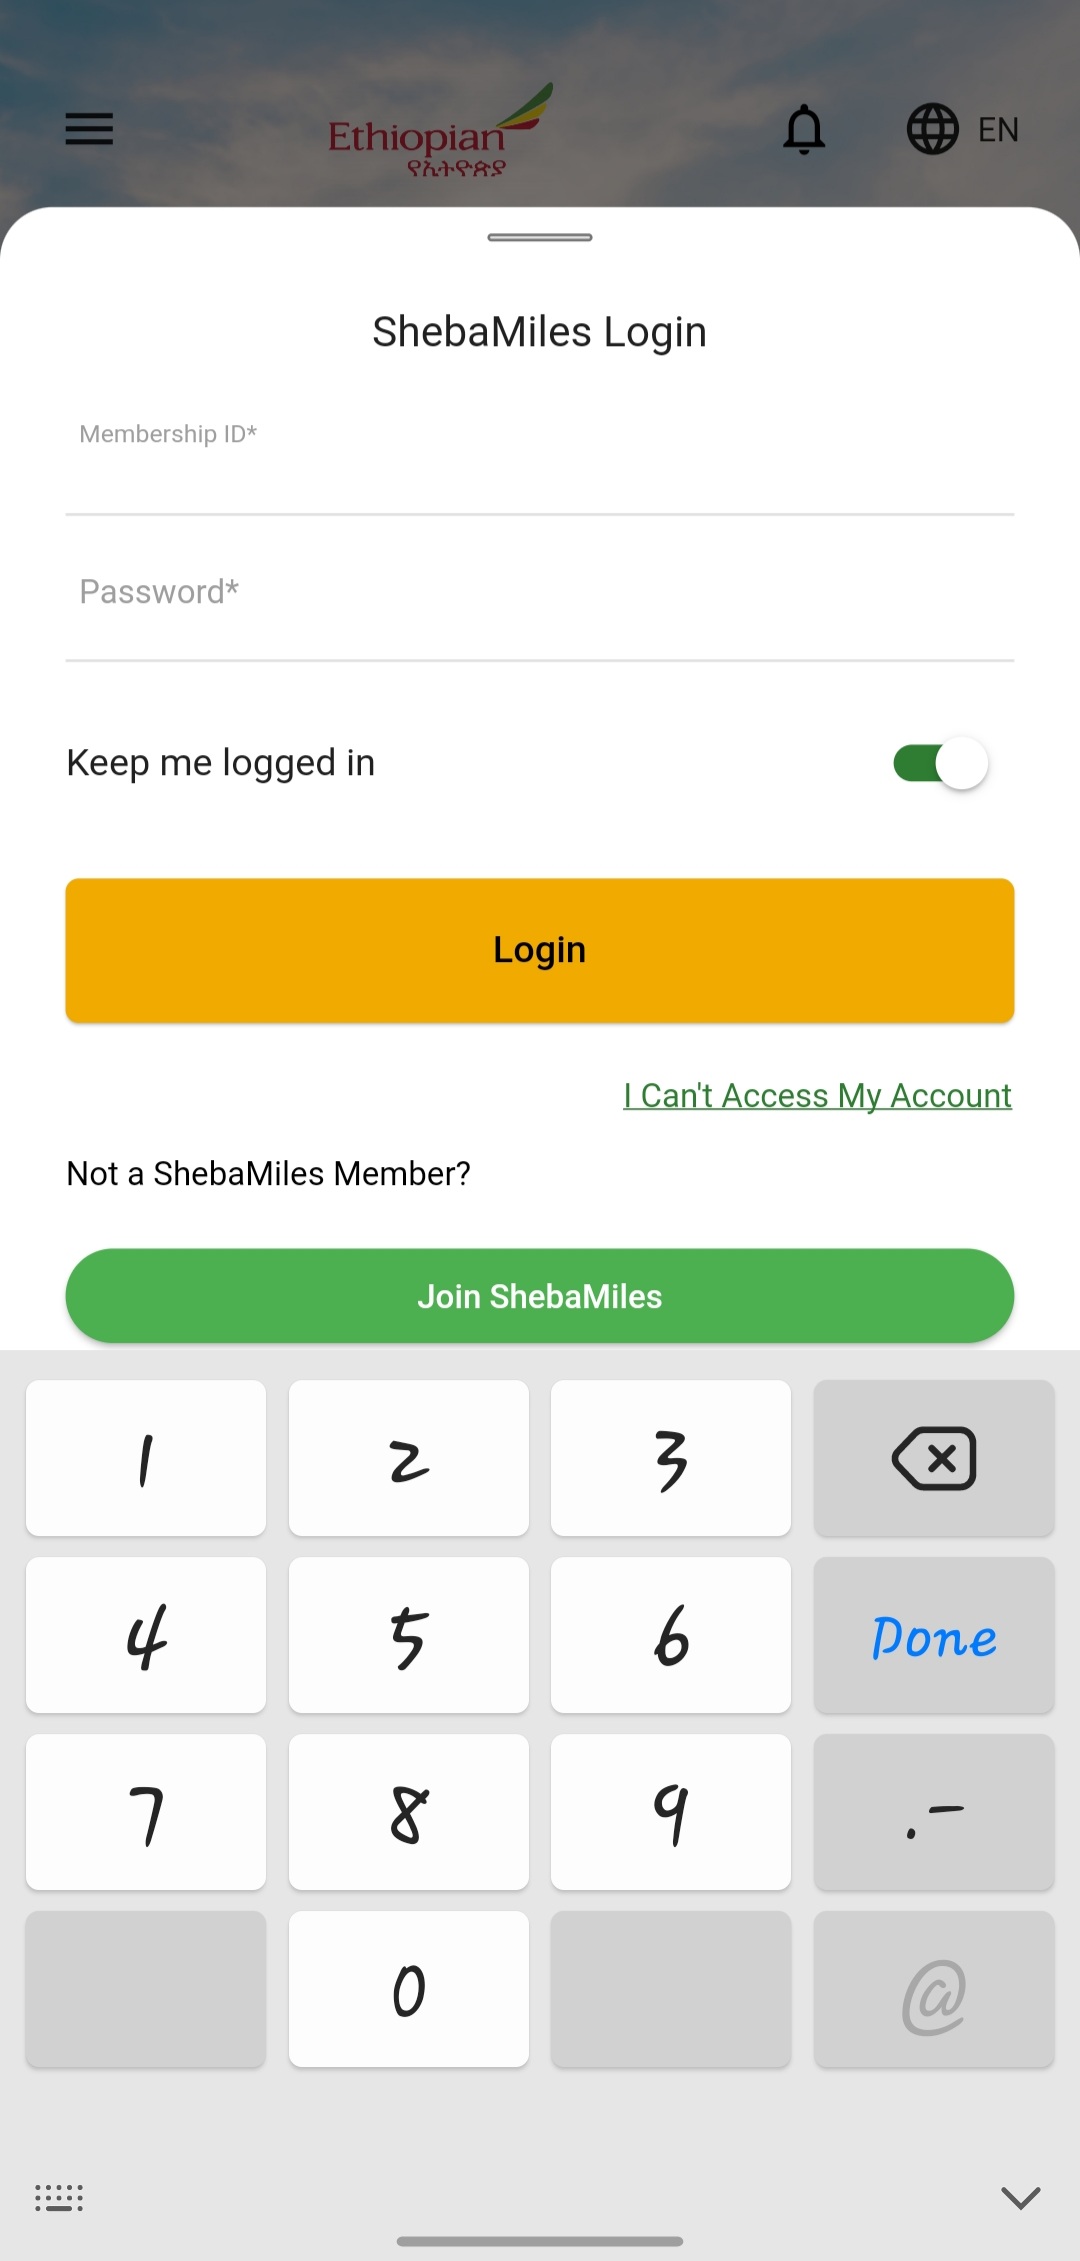 Ethiopian
የኢትዮጵያ
EN
ShebaMiles Login
Membership ID*
Password*
Keep me logged in
Login
I Can't Access My Account
Not a ShebaMiles Member?
Join ShebaMiles
1 2 3
4 5 6 Done
7 8 9 .-
0 @